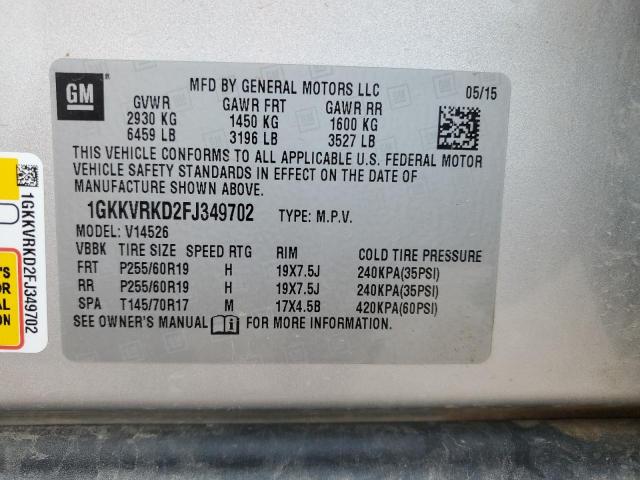 GM
MFD BY GENERAL MOTORS LLC 05/15
GVWR GAWR FRT GAWR RR
2930 KG 1450 KG 1600 KG
6459 LB 3196 LB 3527 LB
THIS VEHICLE CONFORMS TO ALL APPLICABLE U.S. FEDERAL MOTOR
VEHICLE SAFETY STANDARDS IN EFFECT ON THE DATE OF
MANUFACTURE SHOWN ABOVE.
1GKKVRKD2FJ349702 TYPE: M.P.V.
MODEL: V14526
VBBK TIRE SIZE SPEED RTG RIM COLD TIRE PRESSURE
FRT P255/60R19 H 19X7.5J 240KPA(35PSI)
RR P255/60R19 H 19X7.5J 240KPA(35PSI)
SPA T145/70R17 M 17X4.5B 420KPA(60PSI)
SEE OWNER'S MANUAL i FOR MORE INFORMATION.
1GKKVRKD2FJ349702